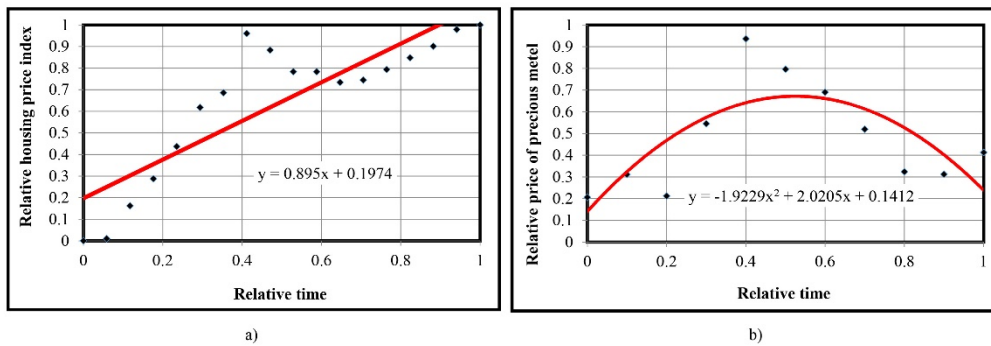 Relative housing price index
1
0.9
0.8
0.7
0.6
0.5
0.4
0.3
0.2
0.1
0
y = 0.895x + 0.1974
0 0.2 0.4 0.6 0.8 1
Relative time
a)
Relative price of precious metel
1
0.9
0.8
0.7
0.6
0.5
0.4
0.3
0.2
0.1
0
y = -1.9229x² + 2.0205x + 0.1412
0 0.2 0.4 0.6 0.8 1
Relative time
b)